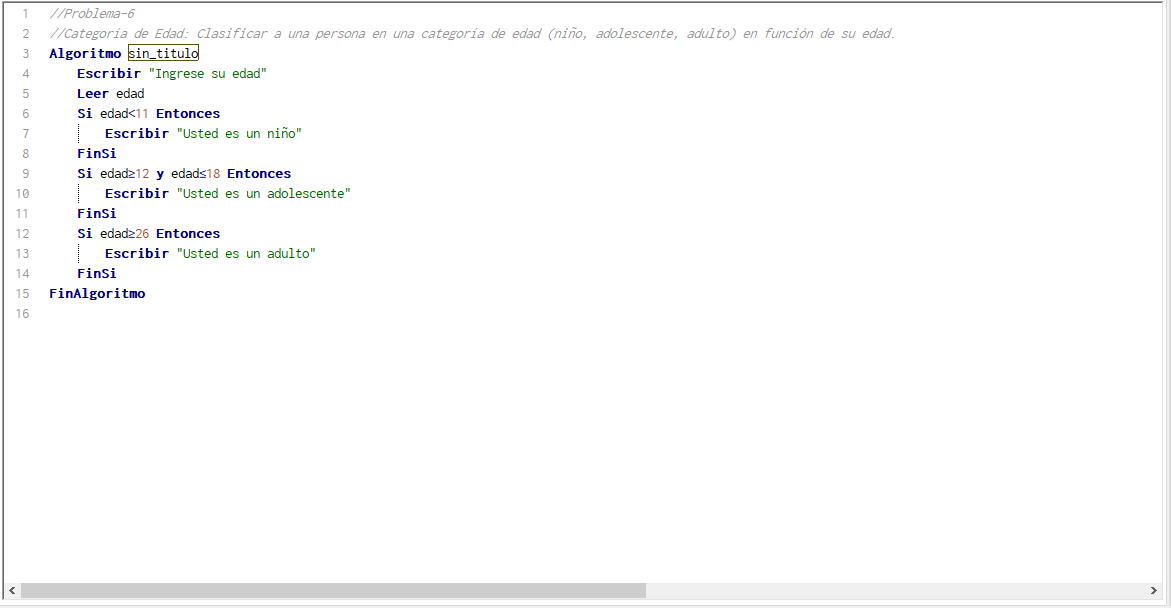 1 //Problema-6
2 //Categoria de Edad: Clasificar a una persona en una categoria de edad (niño, adolescente, adulto) en función de su edad.
3 Algoritmo sin_titulo
4 Escribir "Ingrese su edad"
5 Leer edad
6 Si edad<11 Entonces
7 Escribir "Usted es un niño"
8 FinSi
9 Si edad≥12 y edad≤18 Entonces
10 Escribir "Usted es un adolescente"
11 FinSi
12 Si edad≥26 Entonces
13 Escribir "Usted es un adulto"
14 FinSi
15 FinAlgoritmo
16